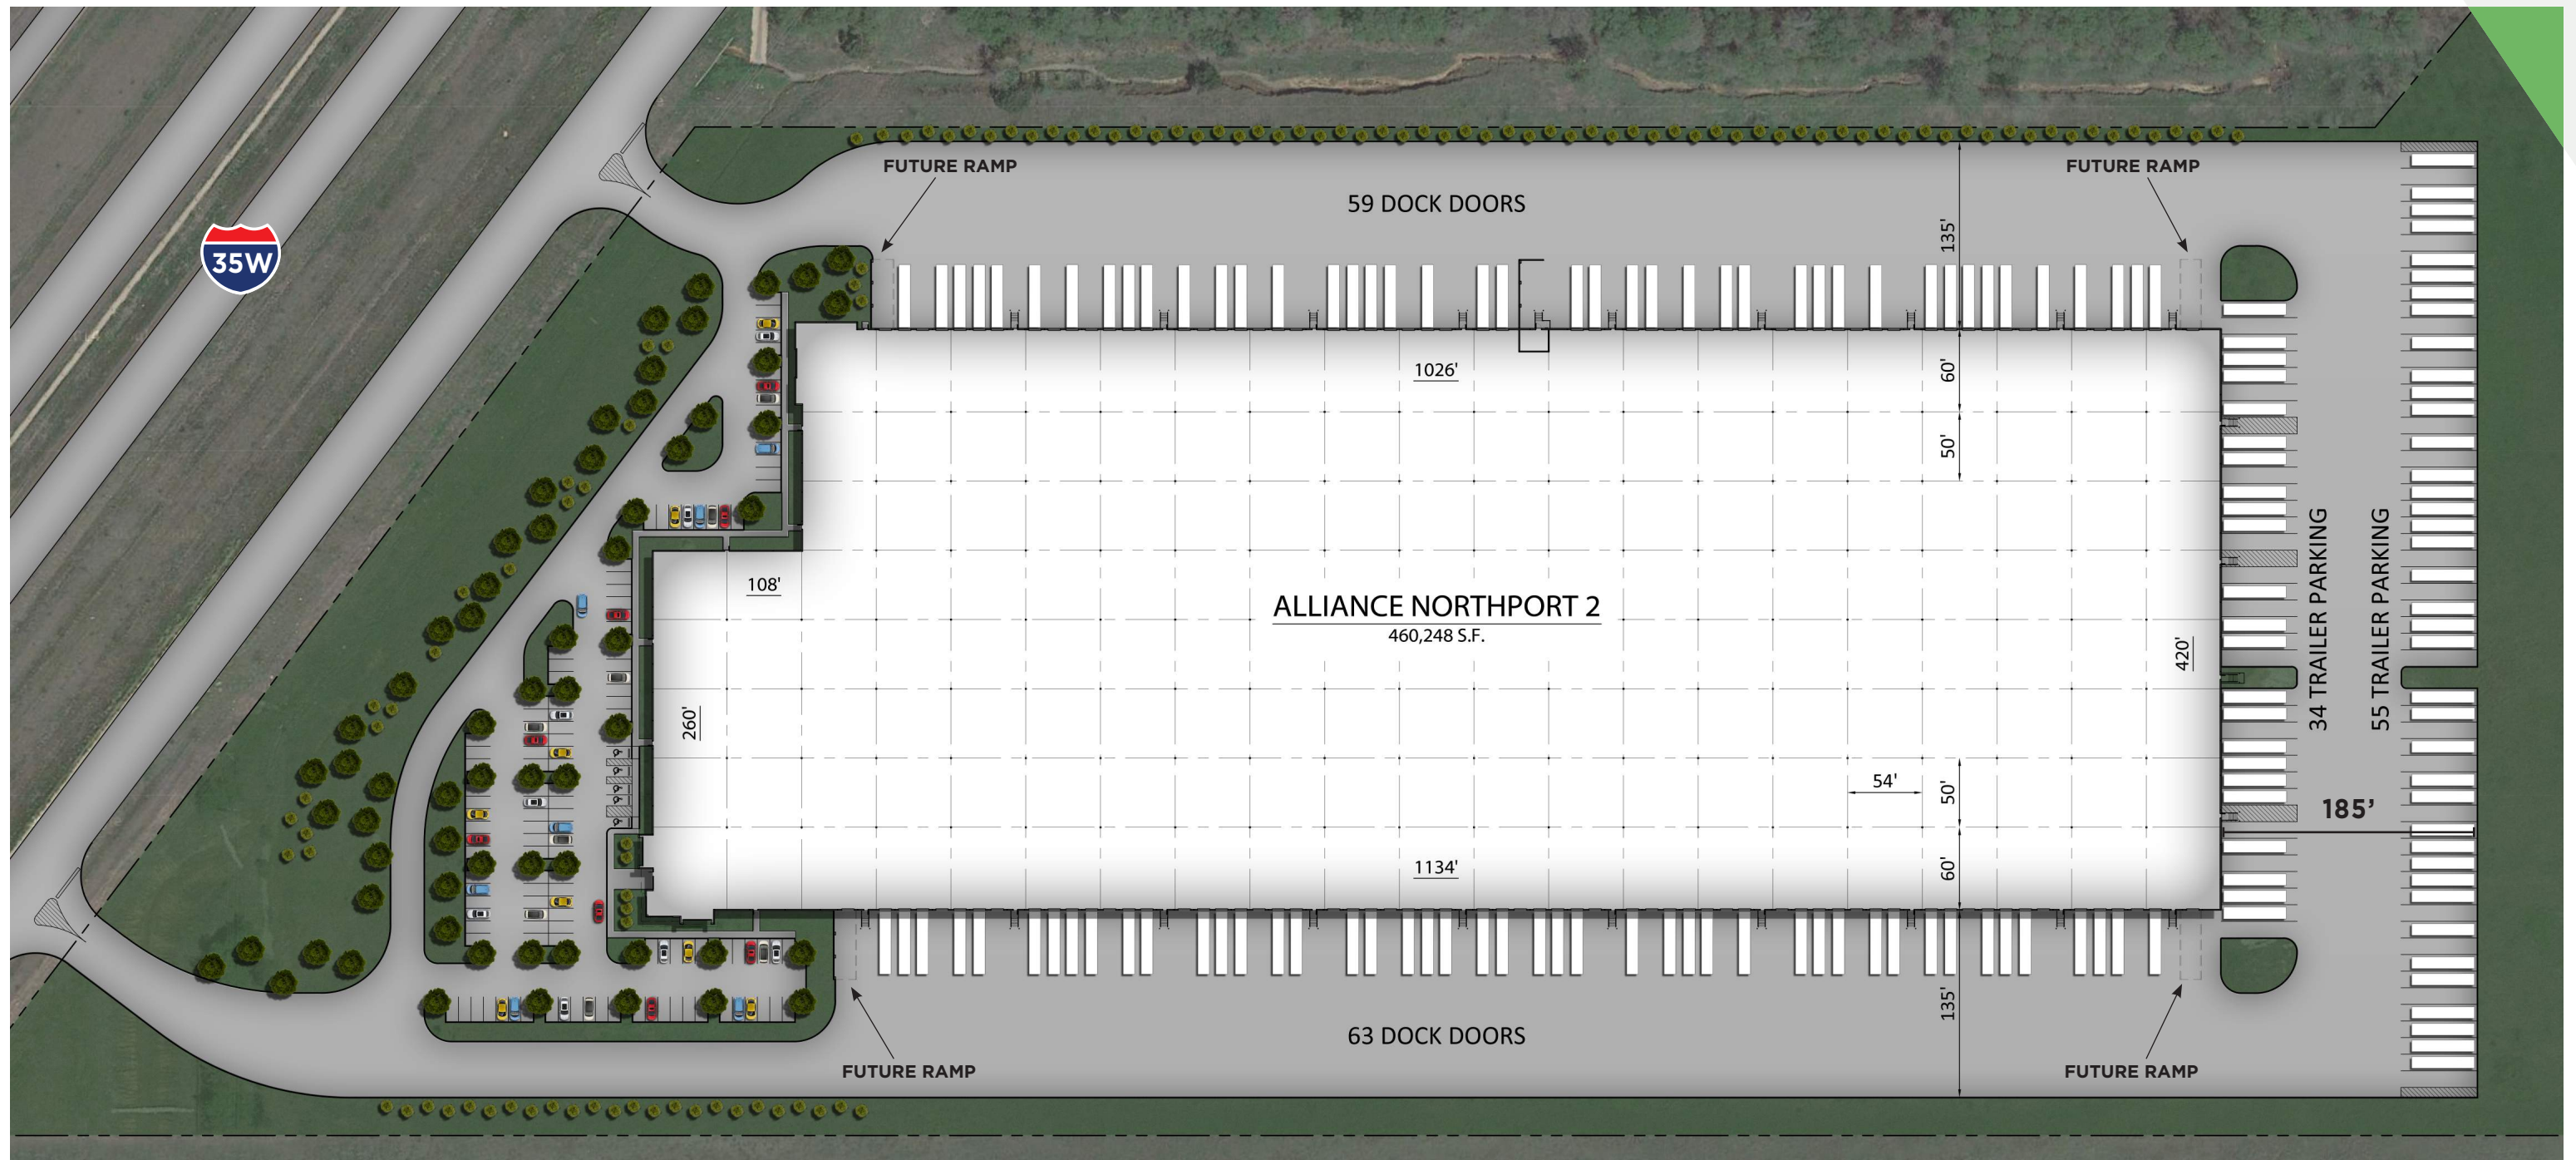 FUTURE RAMP
FUTURE RAMP
59 DOCK DOORS
135'
35W
1026'
60'
50'
108'
ALLIANCE NORTHPORT 2
460,248 S.F.
34 TRAILER PARKING
55 TRAILER PARKING
420'
260'
54'
50'
185'
1134'
60'
135'
63 DOCK DOORS
FUTURE RAMP
FUTURE RAMP